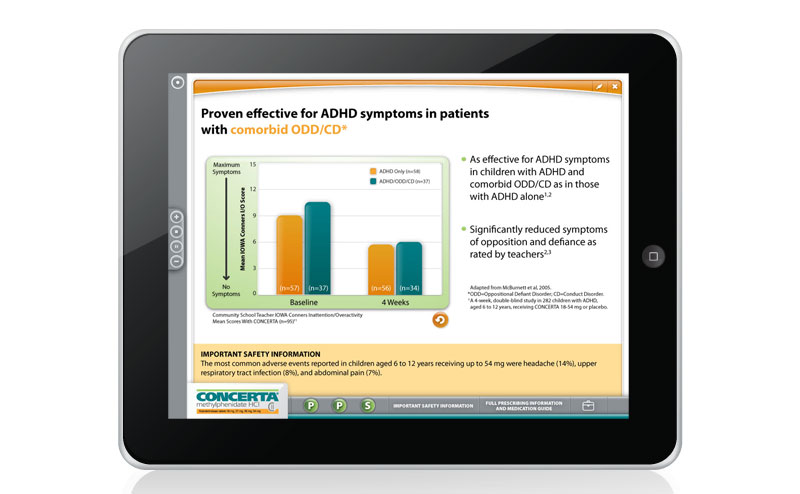 Proven effective for ADHD symptoms in patients
with comorbid ODD/CD*
Maximum
Symptoms
No
Symptoms
Mean IOWA Conners I/O Score
15
12
9
6
3
0
ADHD Only (n=58)
ADHD/ODD/CD (n=37)
(n=57)
(n=37)
(n=56)
(n=34)
Baseline
4 Weeks
Community School Teacher IOWA Conners Inattention/Overactivity
Mean Scores With CONCERTA (n=95)
As effective for ADHD symptoms
in children with ADHD and
comorbid ODD/CD as in those
with ADHD alone1,2
Significantly reduced symptoms
of opposition and defiance as
rated by teachers2,3
Adapted from McBurnett et al, 2005.
*ODD=Oppositional Defiant Disorder; CD=Conduct Disorder.
A 4-week, double-blind study in 282 children with ADHD,
aged 6 to 12 years, receiving CONCERTA 18-54 mg or placebo.
IMPORTANT SAFETY INFORMATION
The most common adverse events reported in children aged 6 to 12 years receiving up to 54 mg were headache (14%), upper
respiratory tract infection (8%), and abdominal pain (7%).
CONCERTA
methylphenidate HCl
P
P
S
IMPORTANT SAFETY INFORMATION
FULL PRESCRIBING INFORMATION
AND MEDICATION GUIDE